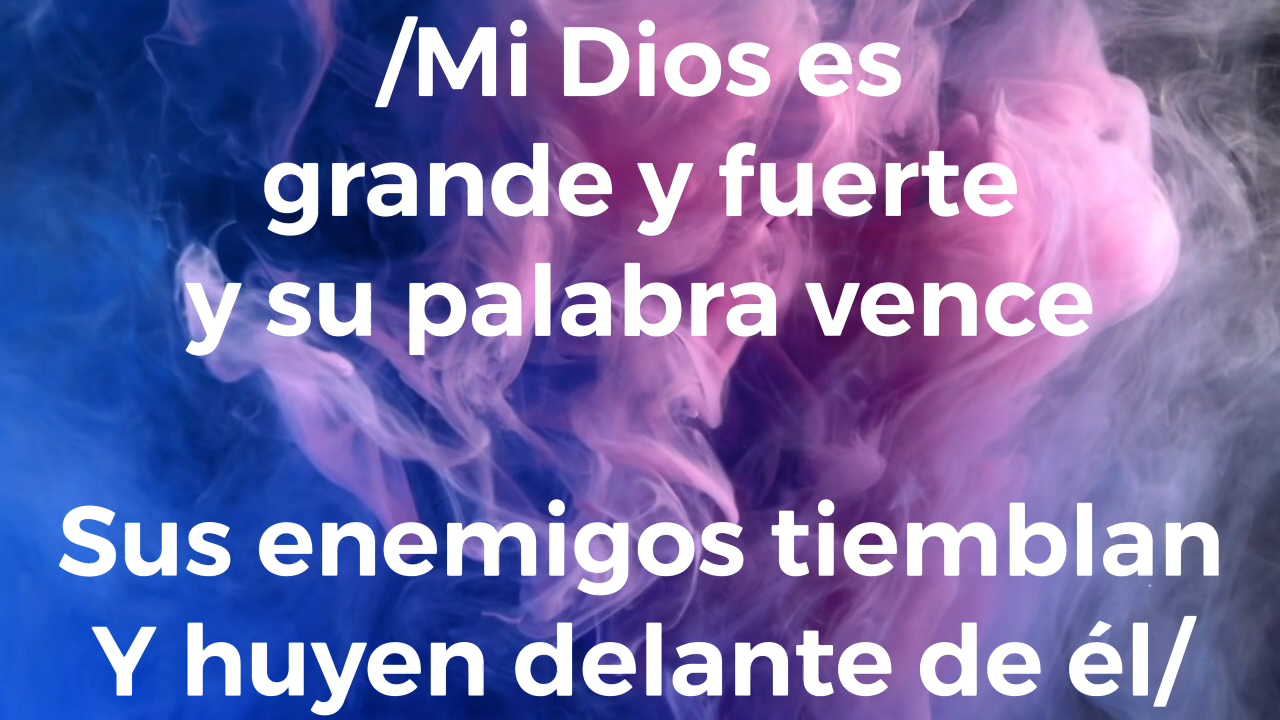 /Mi Dios es
grande y fuerte
y su palabra vence
Sus enemigos tiemblan
Y huyen delante de él/